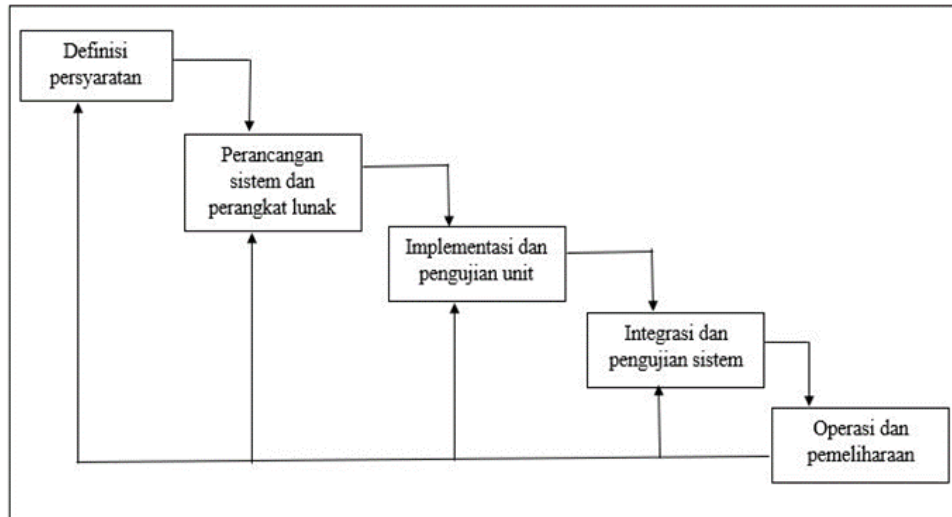 Definisi
persyaratan
Perancangan
sistem dan
perangkat lunak
Implementasi dan
pengujian unit
Integrasi dan
pengujian sistem
Operasi dan
pemeliharaan